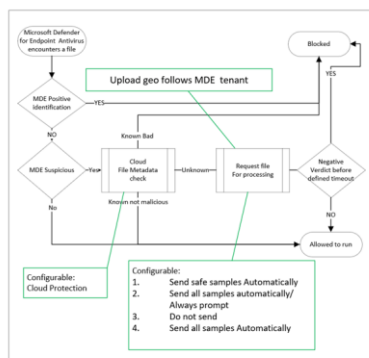 Microsoft Defender
for Endpoint Antivirus
encounters a file
Blocked
Upload geo follows MDE tenant
YES
MDE Positive
identification
YES
NO
Known Bad
MDE Suspicious
Yes
Cloud
File Metadata
check
Unknown
Request file
For processing
Negative
Verdict before
defined timeout
No
Known not malicious
NO
Allowed to run
Configurable:
Cloud Protection
Configurable:
1. Send safe samples Automatically
2. Send all samples automatically/
Always prompt
3. Do not send
4. Send all samples Automatically